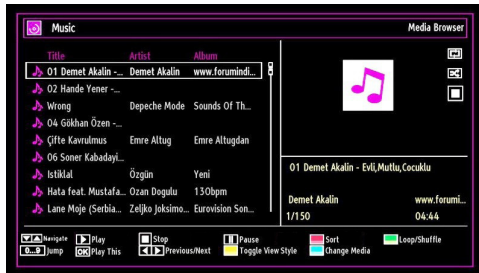 Music Media Browser
Title Artist Album
01 Demet Akalin -... Demet Akalin www.forumindi...
02 Hande Yener -...
Wrong Depeche Mode Sounds Of Th...
04 Gökhan Özen -...
Çifte Kavrulmus Emre Altug Emre Altugdan
06 Soner Kabadayi...
Istiklal Özgün Yeni
Hata feat. Mustafa... Ozan Dogulu 130bpm
Lane Moje (Serbia... Zeljko Joksimo... Eurovision Son...
01 Demet Akalin - Evli,Mutlu,Cocuklu
Demet Akalin www.forumi...
1/150 04:44
Navigate Play Stop Pause Sort Loop/Shuffle
0...9 Jump OK Play This Previous/Next Toggle View Style Change Media